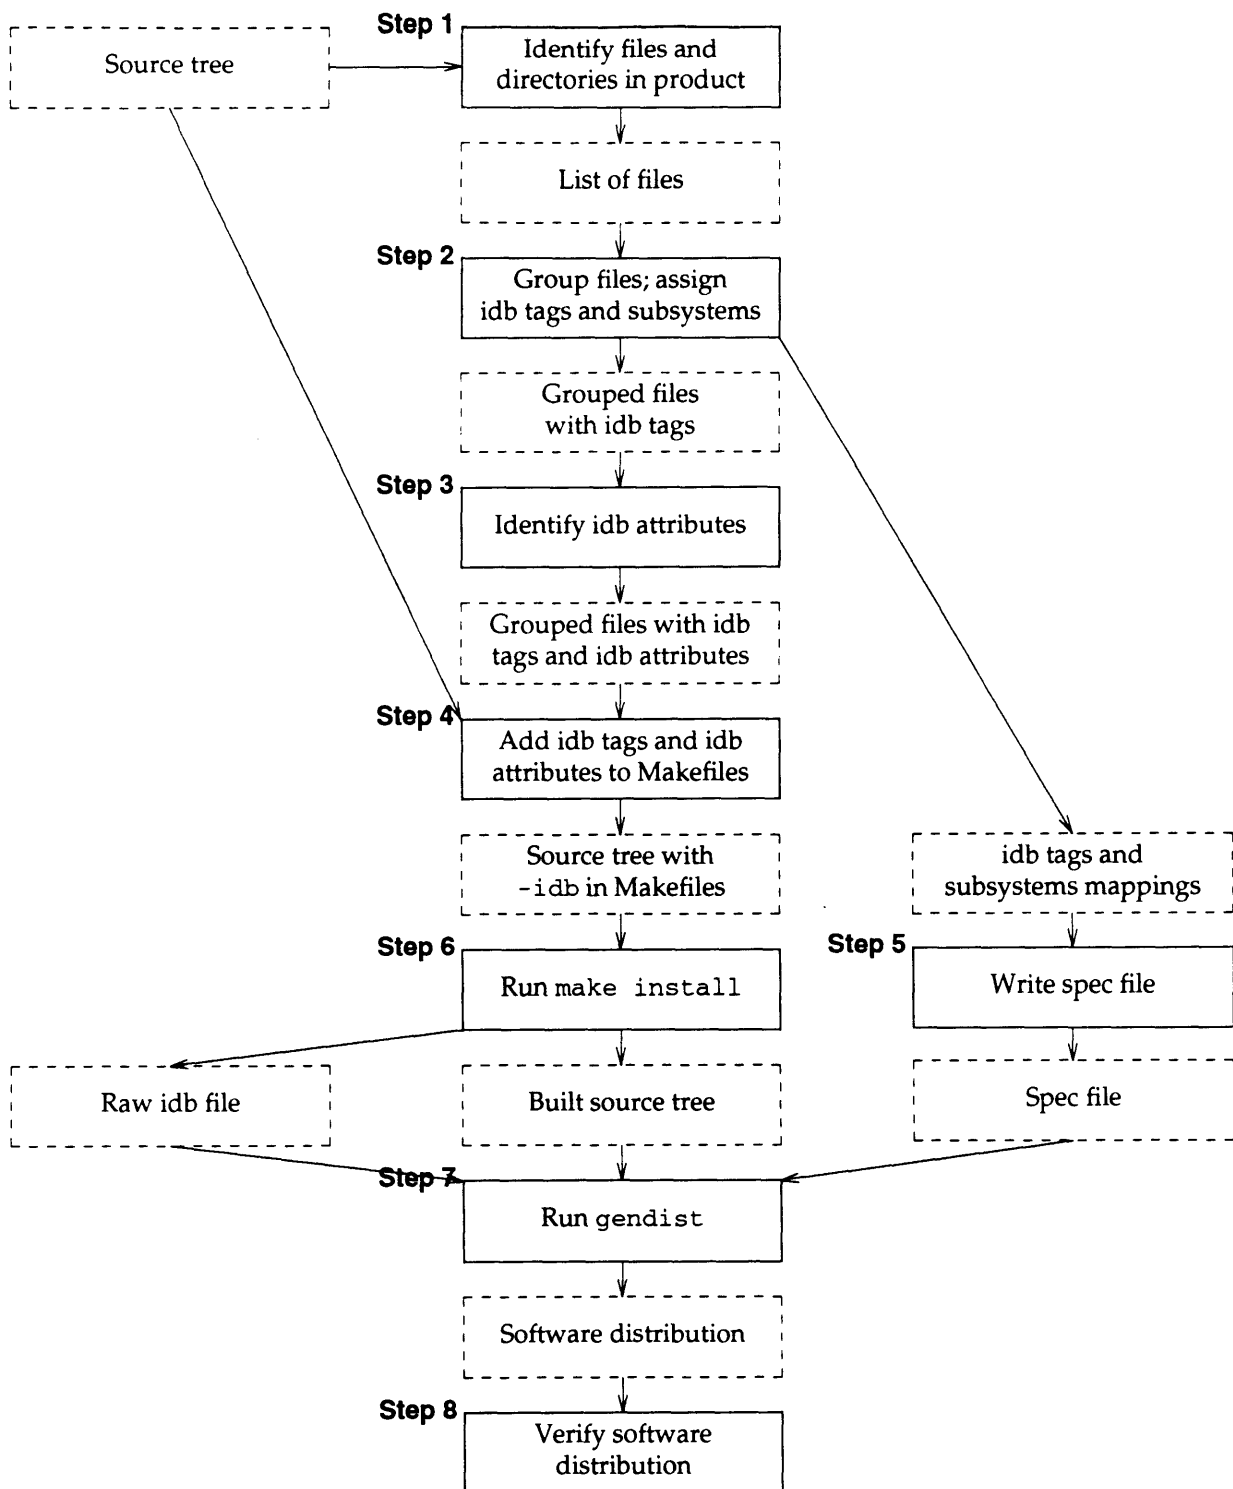 Step 1
Source tree
Identify files and
directories in product
List of files
Step 2
Group files; assign
idb tags and subsystems
Grouped files
with idb tags
Step 3
Identify idb attributes
Grouped files with idb
tags and idb attributes
Step 4
Add idb tags and idb
attributes to Makefiles
Source tree with
-idb in Makefiles
idb tags and
subsystems mappings
Step 6
Run make install
Step 5
Write spec file
Raw idb file
Built source tree
Spec file
Step 7
Run gendist
Software distribution
Step 8
Verify software
distribution